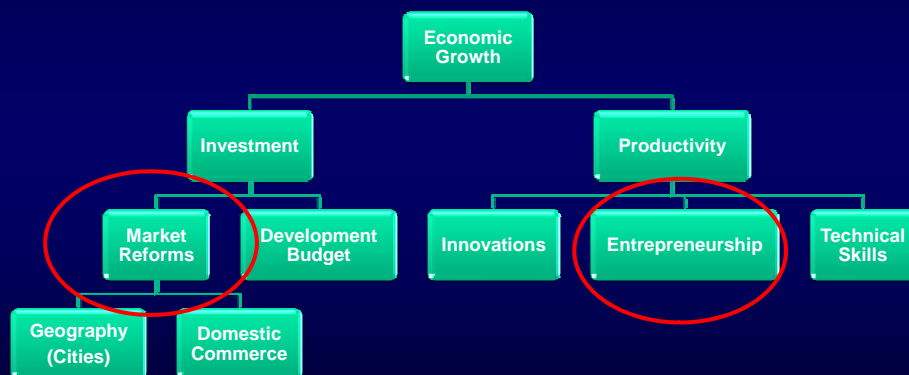 Economic
Growth
Investment
Productivity
Market
Reforms
Development
Budget
Innovations
Entrepreneurship
Technical
Skills
Geography
(Cities)
Domestic
Commerce